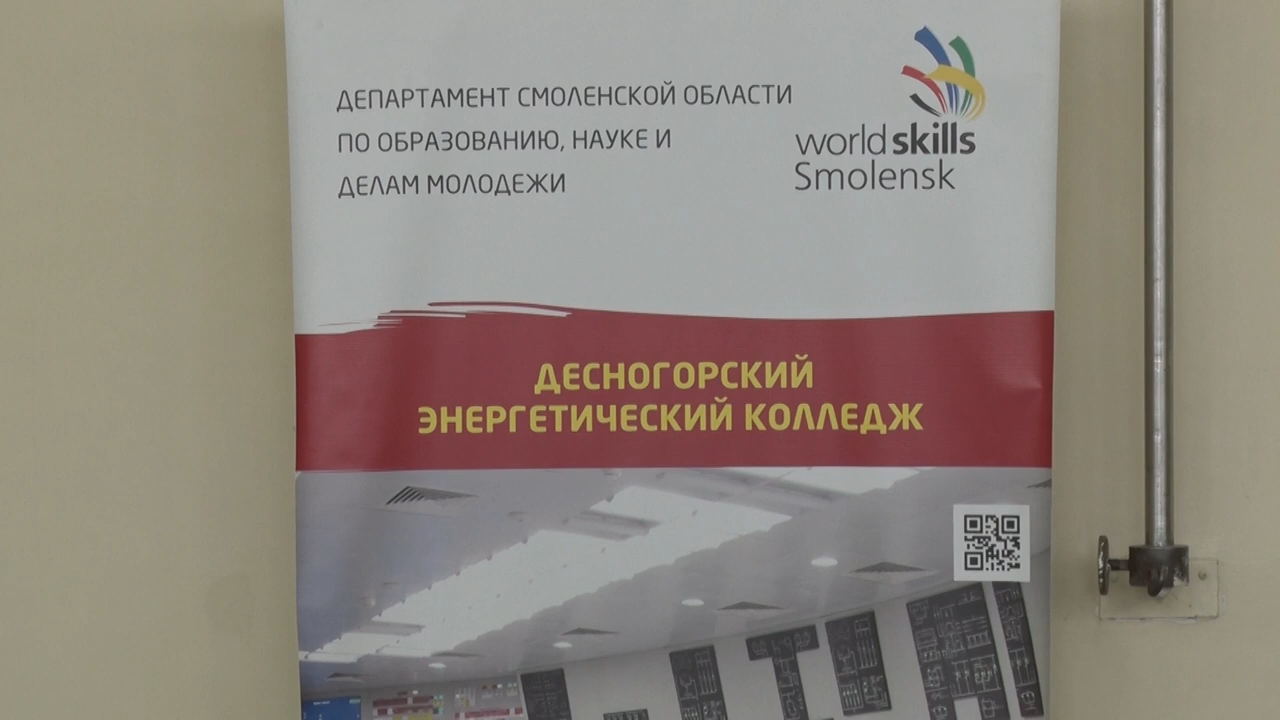 ДЕПАРТАМЕНТ СМОЛЕНСКОЙ ОБЛАСТИ
ПО ОБРАЗОВАНИЮ, НАУКЕ И
ДЕЛАМ МОЛОДЕЖИ
worldskills
Smolensk
ДЕСНОГОРСКИЙ
ЭНЕРГЕТИЧЕСКИЙ КОЛЛЕДЖ